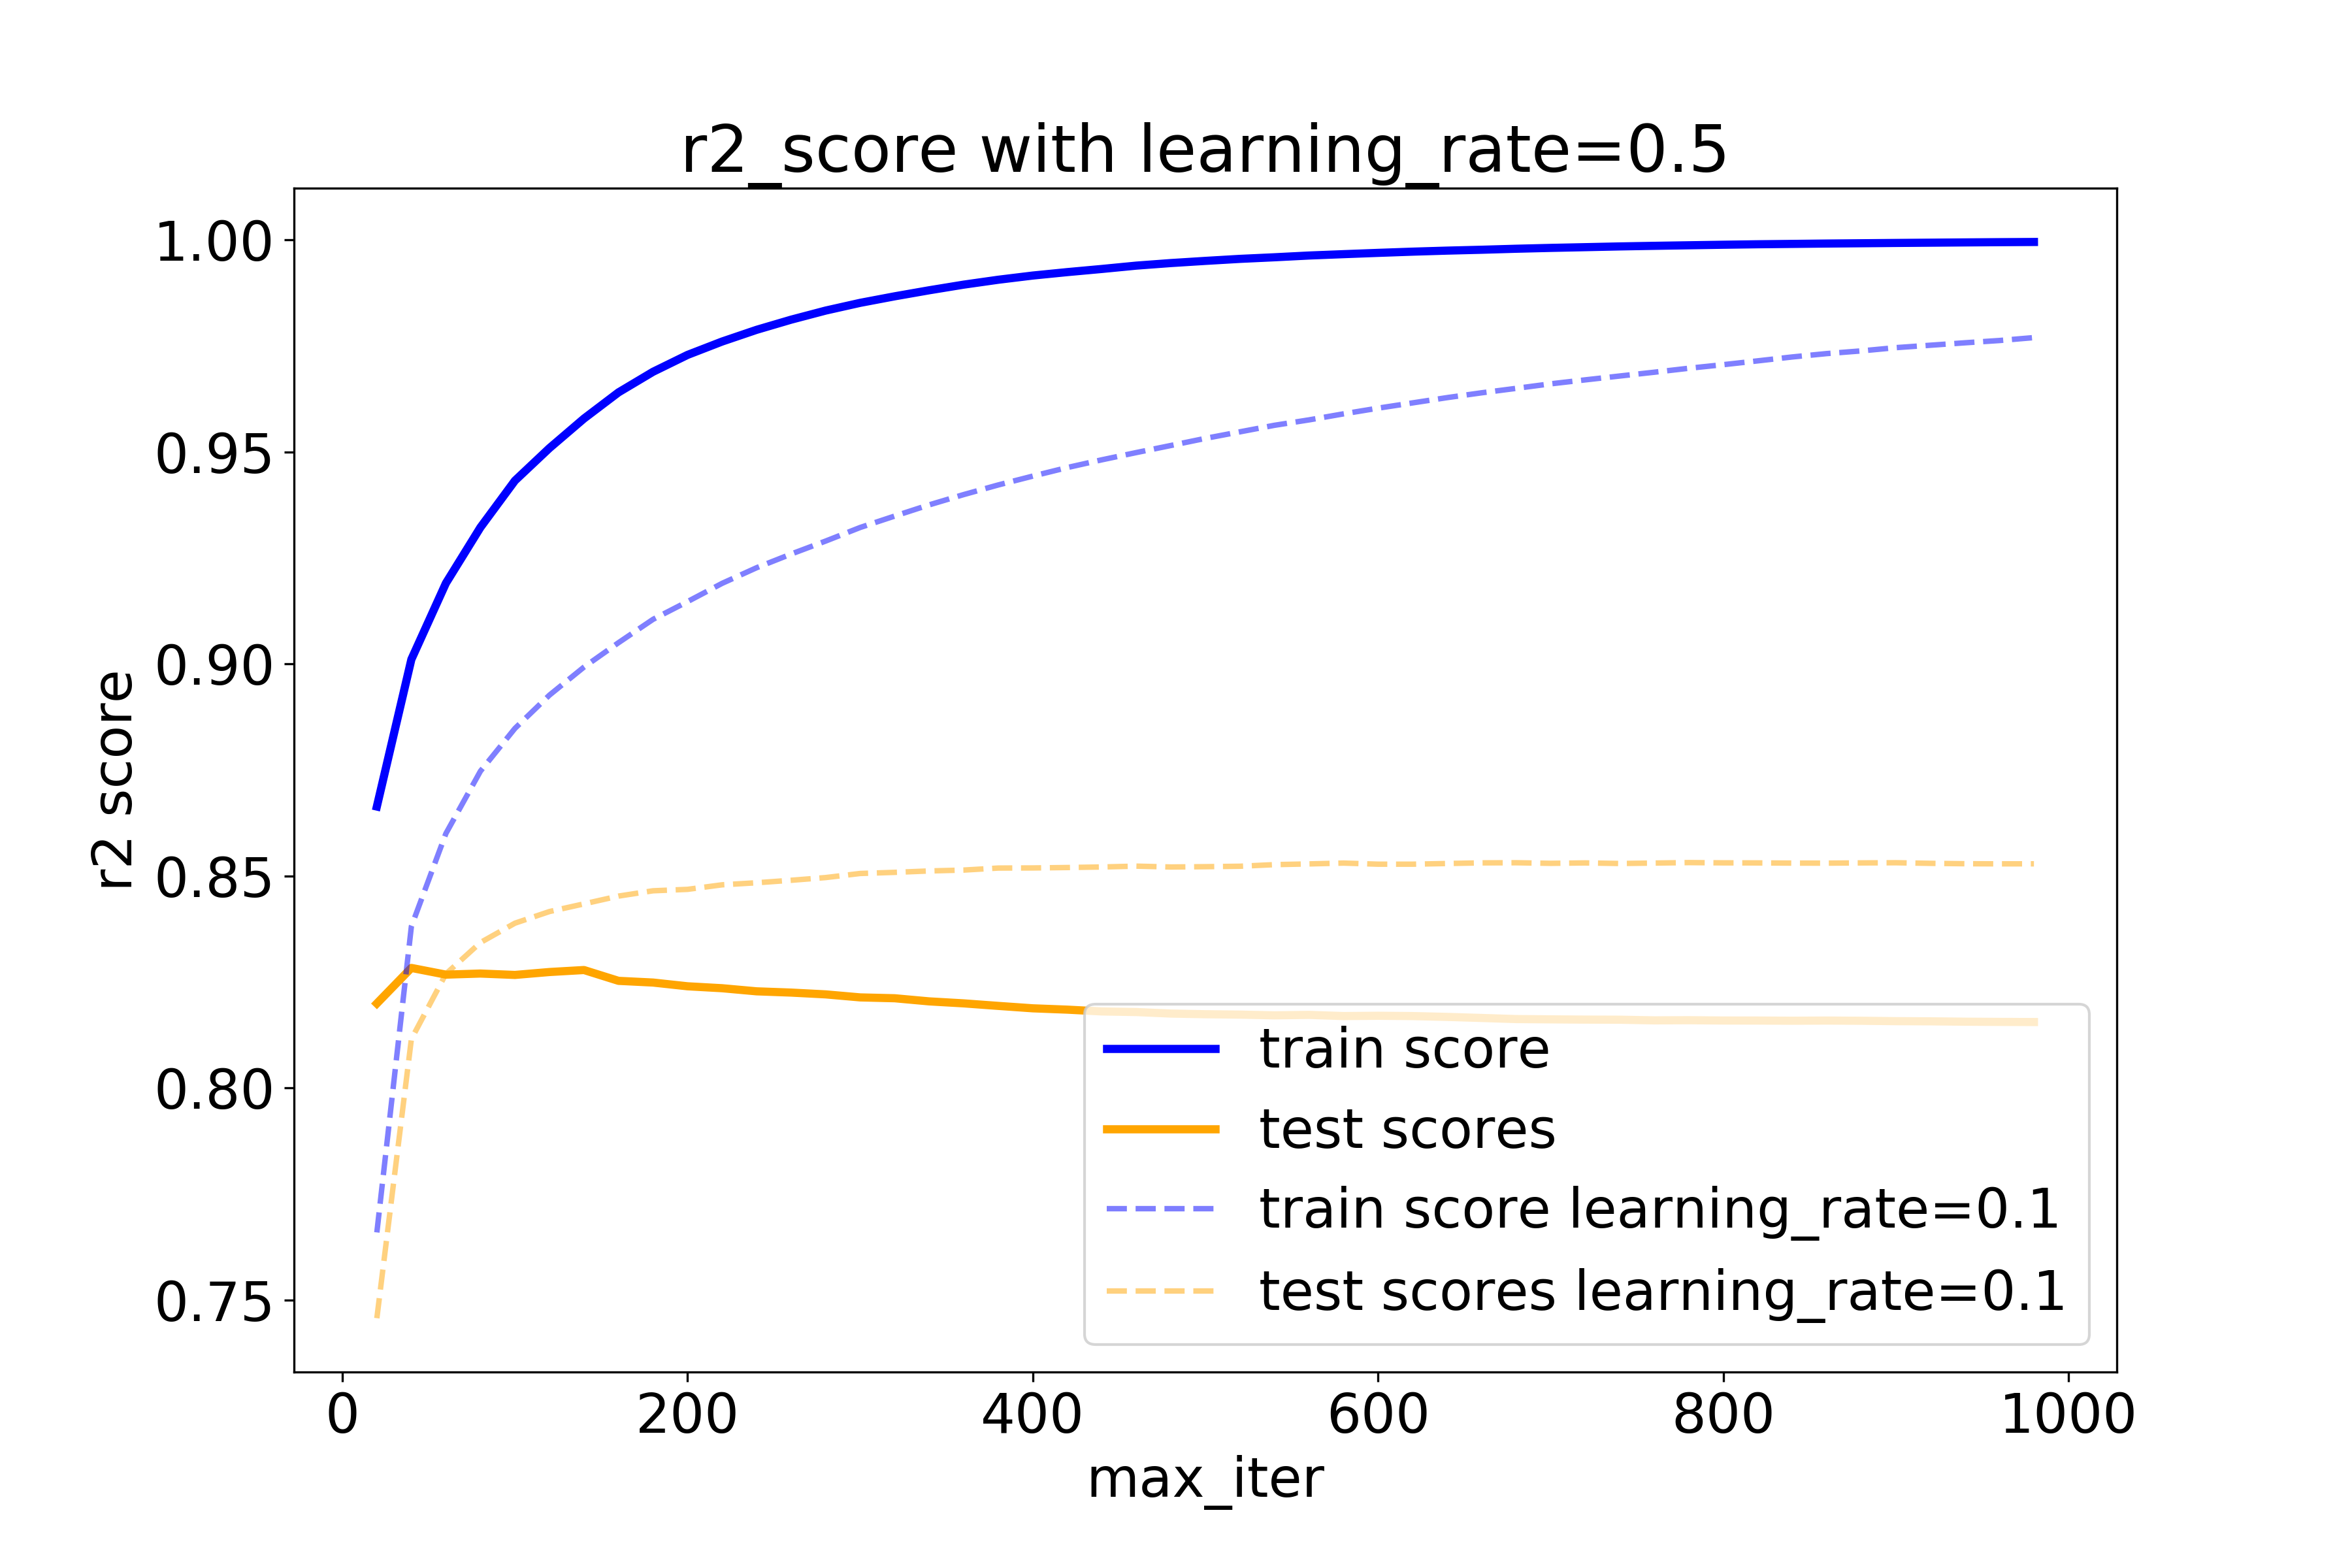 r2_score with learning_rate=0.5
1.00
0.95
0.90
0.85
0.80
0.75
r2 score
train score
test scores
train score learning_rate=0.1
test scores learning_rate=0.1
0
200
400
600
800
1000
max_iter